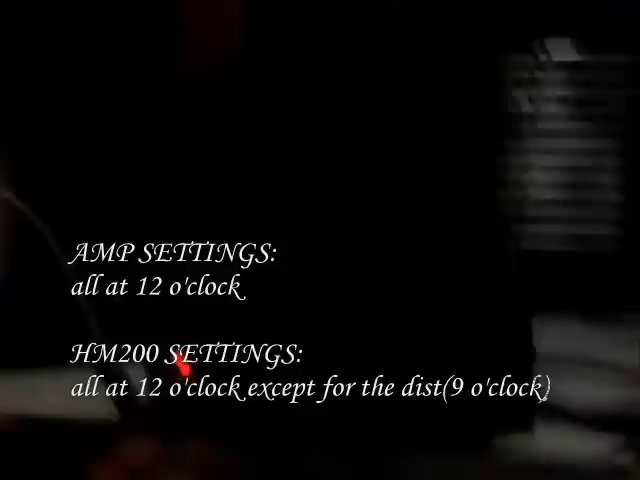 AMP SETTINGS:
all at 12 o'clock
HM200 SETTINGS:
all at 12 o'clock except for the dist(9 o'clock)